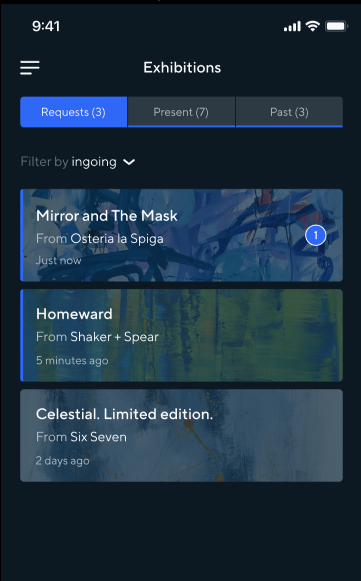 9:41
Exhibitions
Requests (3)
Present (7)
Past (3)
Filter by ingoing
Mirror and The Mask
From Osteria la Spiga
Just now
1
Homeward
From Shaker + Spear
5 minutes ago
Celestial. Limited edition.
From Six Seven
2 days ago